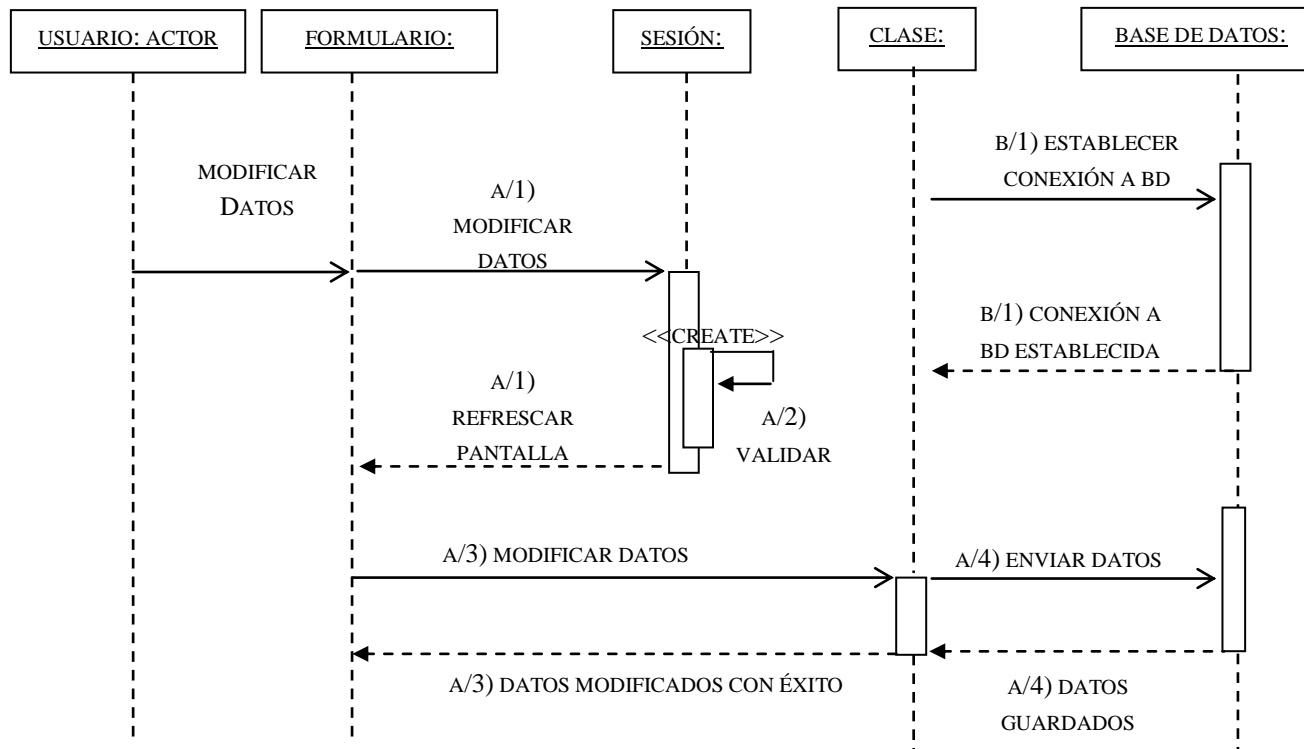 USUARIO: ACTOR
FORMULARIO:
SESIÓN:
CLASE:
BASE DE DATOS:
MODIFICAR
DATOS
A/1)
MODIFICAR
DATOS
B/1) ESTABLECER
CONEXIÓN A BD
<<CREATE>>
B/1) CONEXIÓN A
BD ESTABLECIDA
A/1)
REFRESCAR
PANTALLA
A/2)
VALIDAR
A/3) MODIFICAR DATOS
A/4) ENVIAR DATOS
A/3) DATOS MODIFICADOS CON ÉXITO
A/4) DATOS
GUARDADOS